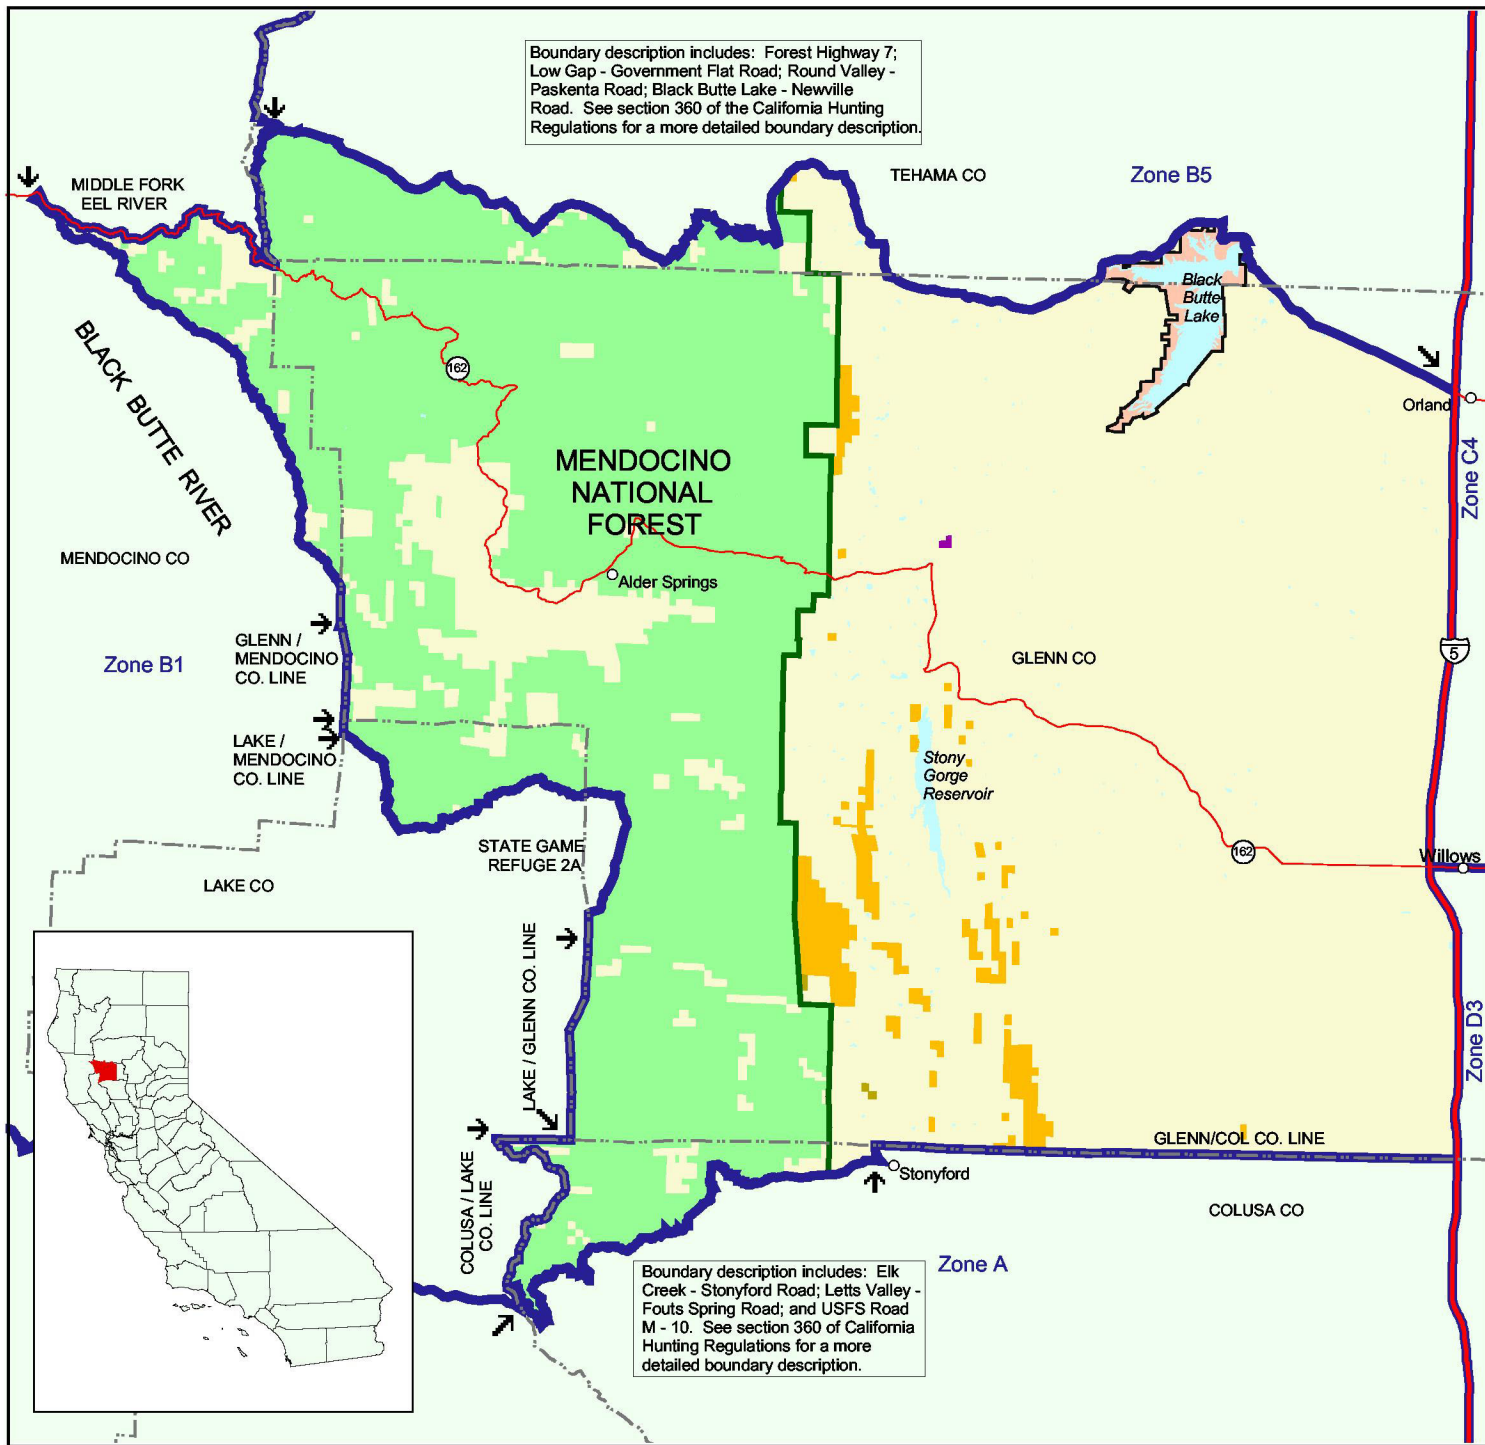 Boundary description includes: Forest Highway 7;
Low Gap - Government Flat Road; Round Valley -
Paskenta Road; Black Butte Lake - Newville
Road. See section 360 of the California Hunting
Regulations for a more detailed boundary description.
TEHAMA CO
Zone B5
MIDDLE FORK
EEL RIVER
Black
Butte
Lake
BLACK BUTTE RIVER
162
Orland
Zone C4
MENDOCINO
NATIONAL
FOREST
MENDOCINO CO
Alder Springs
GLENN /
MENDOCINO
CO. LINE
Zone B1
GLENN CO
5
LAKE /
MENDOCINO
CO. LINE
Stony
Gorge
Reservoir
STATE GAME
REFUGE 2A
162
Willows
LAKE CO
LAKE / GLENN CO. LINE
Zone D3
COLUSA / LAKE
CO. LINE
GLENN/COL CO. LINE
Stonyford
COLUSA CO
Zone A
Boundary description includes: Elk
Creek - Stonyford Road; Letts Valley -
Fouts Spring Road; and USFS Road
M - 10. See section 360 of California
Hunting Regulations for a more
detailed boundary description.